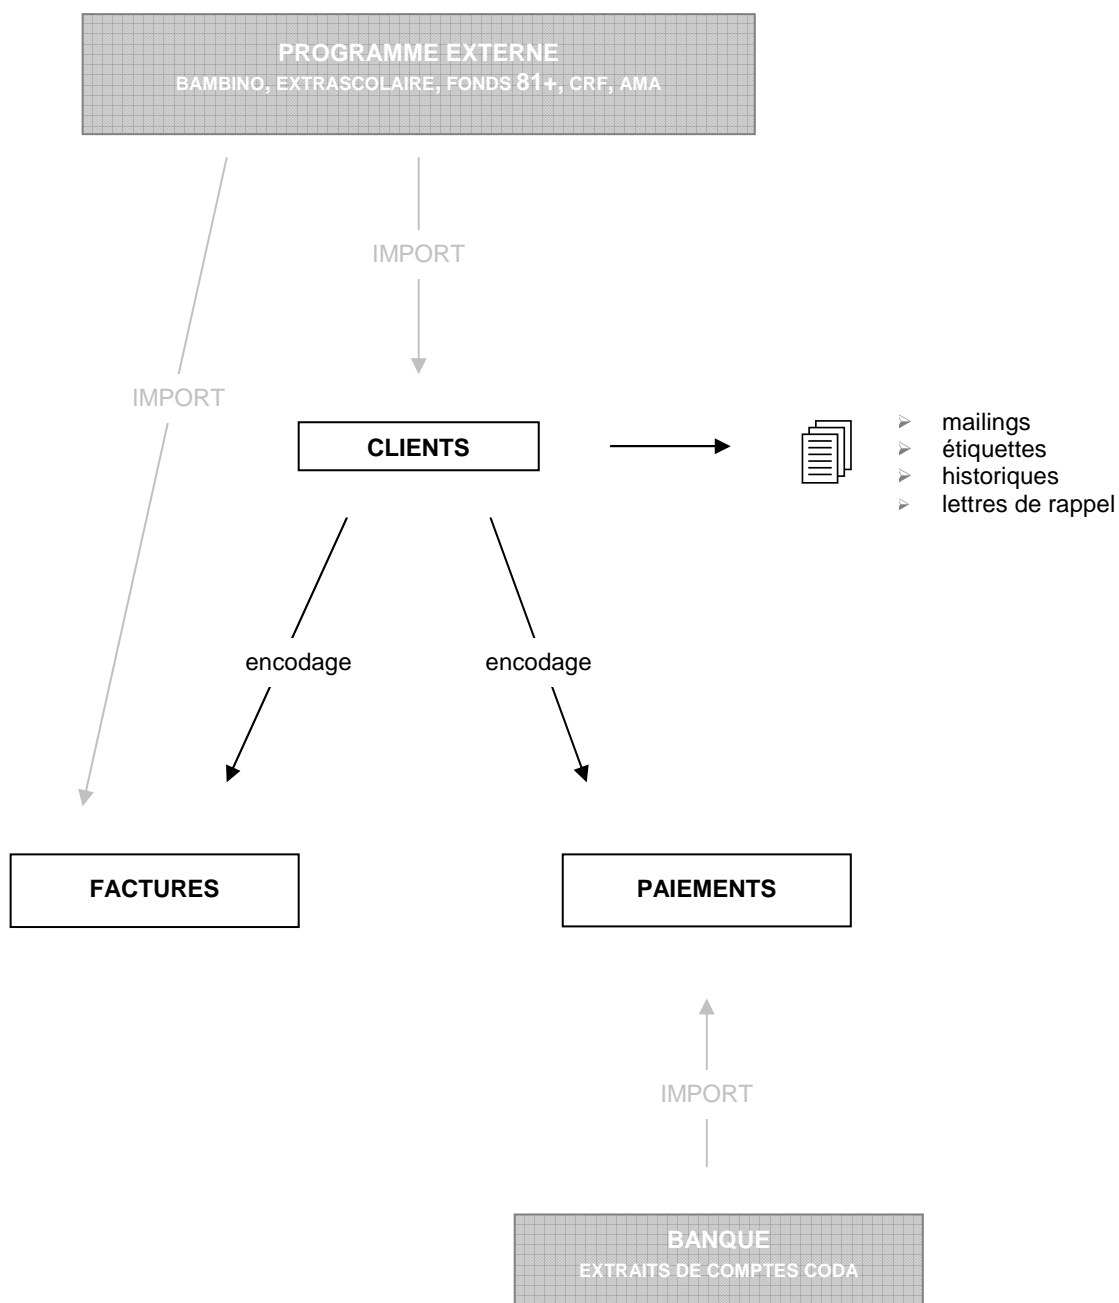 PROGRAMME EXTERNE
BAMBINO, EXTRASCOLAIRE, FONDS 81+, CRF, AMA
IMPORT
IMPORT
CLIENTS
mailings
étiquettes
historiques
lettres de rappel
encodage
encodage
FACTURES
PAIEMENTS
IMPORT
BANQUE
EXTRAITS DE COMPTES CODA